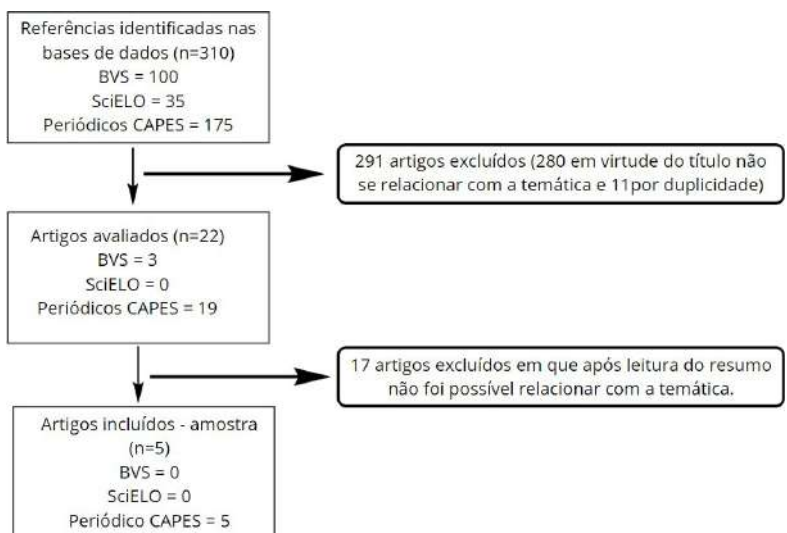 Referências identificadas nas
bases de dados (n=310)
BVS = 100
SciELO = 35
Periódicos CAPES = 175
291 artigos excluídos (280 em virtude do título não
se relacionar com a temática e 11por duplicidade)
Artigos avaliados (n=22)
BVS = 3
SciELO = 0
Periódicos CAPES = 19
17 artigos excluídos em que após leitura do resumo
não foi possível relacionar com a temática.
Artigos incluídos - amostra
(n=5)
BVS = 0
SciELO = 0
Periódico CAPES = 5